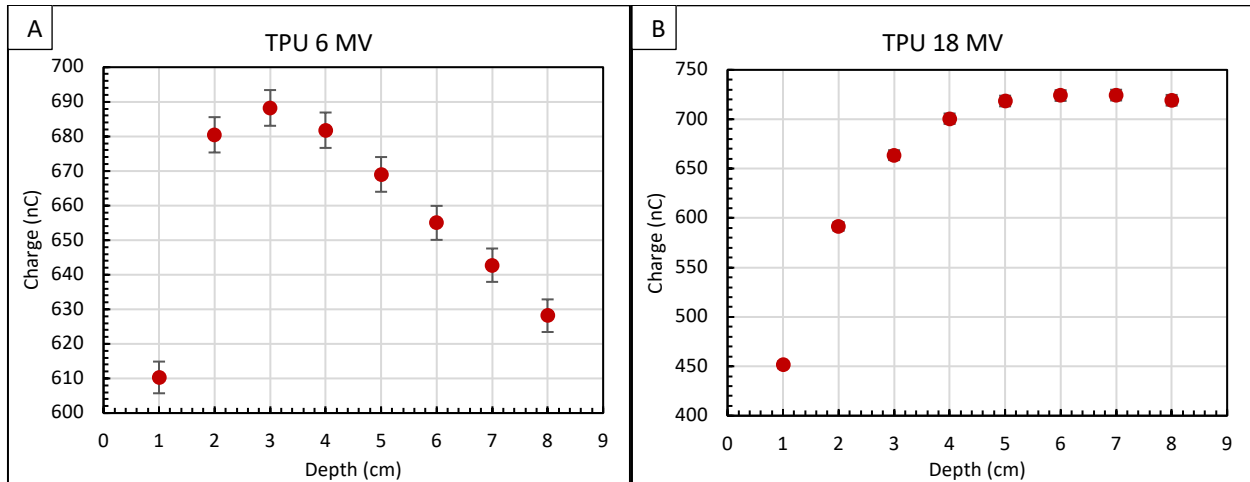 A
TPU 6 MV
Charge (nC)
700
690
680
670
660
650
640
630
620
610
600
0 1 2 3 4 5 6 7 8 9
Depth (cm)
B
TPU 18 MV
Charge (nC)
750
700
650
600
550
500
450
400
0 1 2 3 4 5 6 7 8 9
Depth (cm)